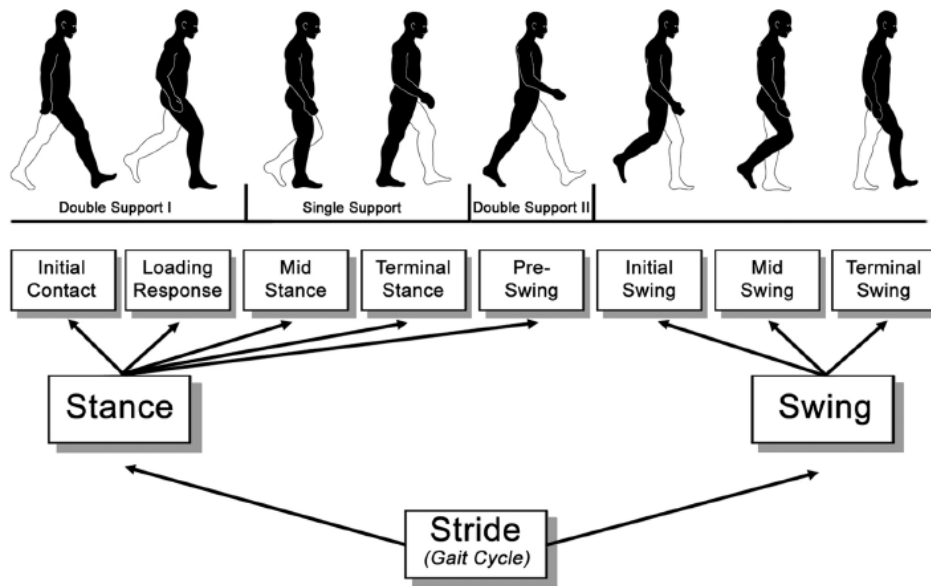 Double Support I
Single Support
Double Support II
Initial
Contact
Loading
Response
Mid
Stance
Terminal
Stance
Pre-
Swing
Initial
Swing
Mid
Swing
Terminal
Swing
Stance
Swing
Stride
(Gait Cycle)